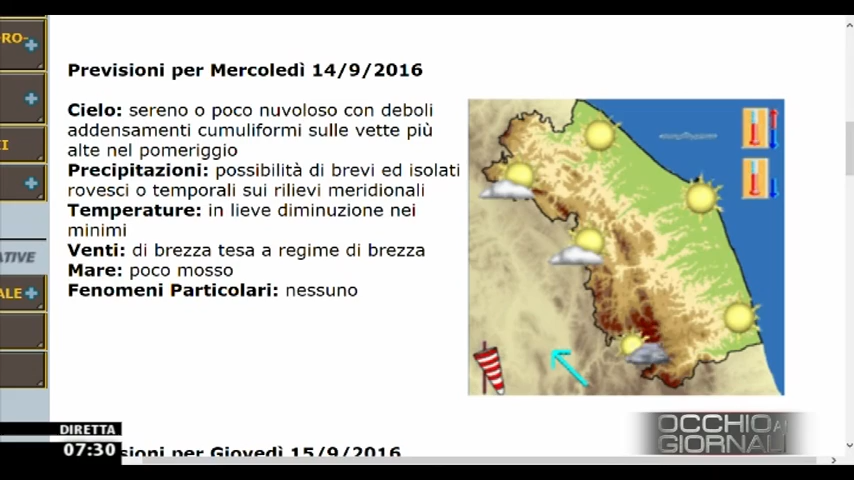 RO-
Previsioni per Mercoledì 14/9/2016
Cielo: sereno o poco nuvoloso con deboli
addensamenti cumuliformi sulle vette più
alte nel pomeriggio
Precipitazioni: possibilità di brevi ed isolati
rovesci o temporali sui rilievi meridionali
Temperature: in lieve diminuzione nei
minimi
Venti: di brezza tesa a regime di brezza
Mare: poco mosso
Fenomeni Particolari: nessuno
I
ATIVE
ALE
DIRETTA
07:30
sioni per Giovedì 15/9/2016
OCCHIO AI
GIORNALI